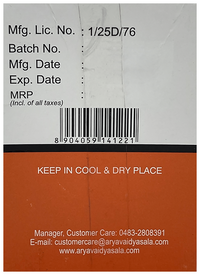 Mfg. Lic. No. : 1/25D/76
Batch No. :
Mfg. Date :
Exp. Date :
MRP :
(Incl. of all taxes)
8 904059 141221
KEEP IN COOL & DRY PLACE
Manager, Customer Care: 0483-2808391
E-mail: customercare@aryavaidyasala.com
www.aryavaidyasala.com